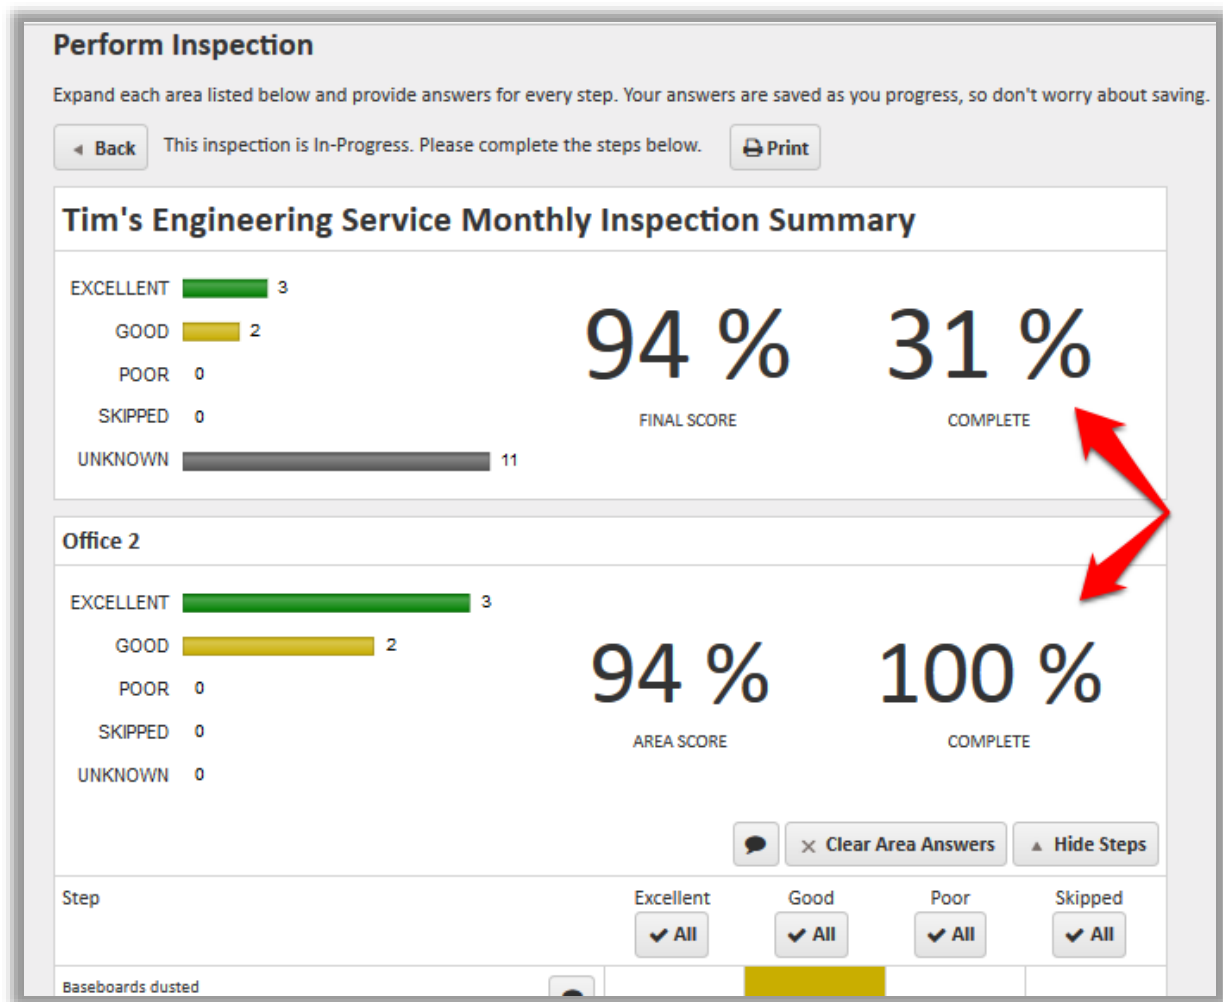 Perform Inspection
Expand each area listed below and provide answers for every step. Your answers are saved as you progress, so don't worry about saving.
Back This inspection is In-Progress. Please complete the steps below. Print
Tim's Engineering Service Monthly Inspection Summary
EXCELLENT 3
GOOD 2
POOR 0
SKIPPED 0
UNKNOWN 11
94 % 31 %
FINAL SCORE COMPLETE
Office 2
EXCELLENT 3
GOOD 2
POOR 0
SKIPPED 0
UNKNOWN 0
94 % 100 %
AREA SCORE COMPLETE
Clear Area Answers Hide Steps
Step Excellent Good Poor Skipped
All All All All
Baseboards dusted